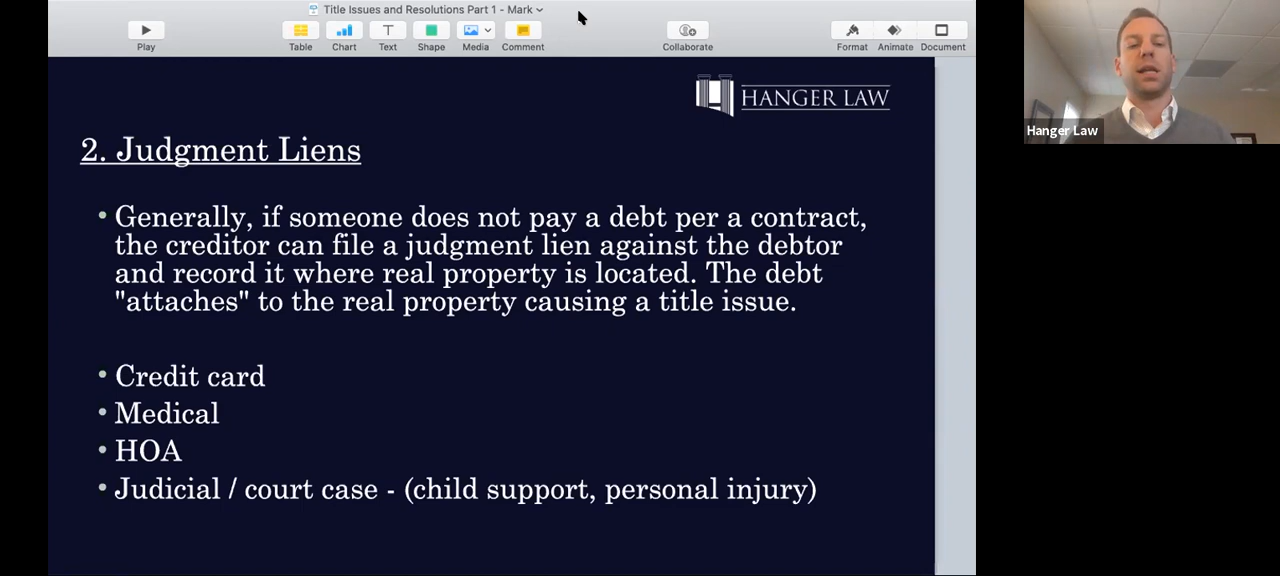 Title Issues and Resolutions Part 1 - Mark
Play
Table
Chart
Text
Shape
Media
Comment
Collaborate
Format
Animate
Document
HANGER LAW
Hanger Law
2. Judgment Liens
• Generally, if someone does not pay a debt per a contract,
the creditor can file a judgment lien against the debtor
and record it where real property is located. The debt
"attaches" to the real property causing a title issue.
• Credit card
• Medical
• HOA
• Judicial / court case - (child support, personal injury)